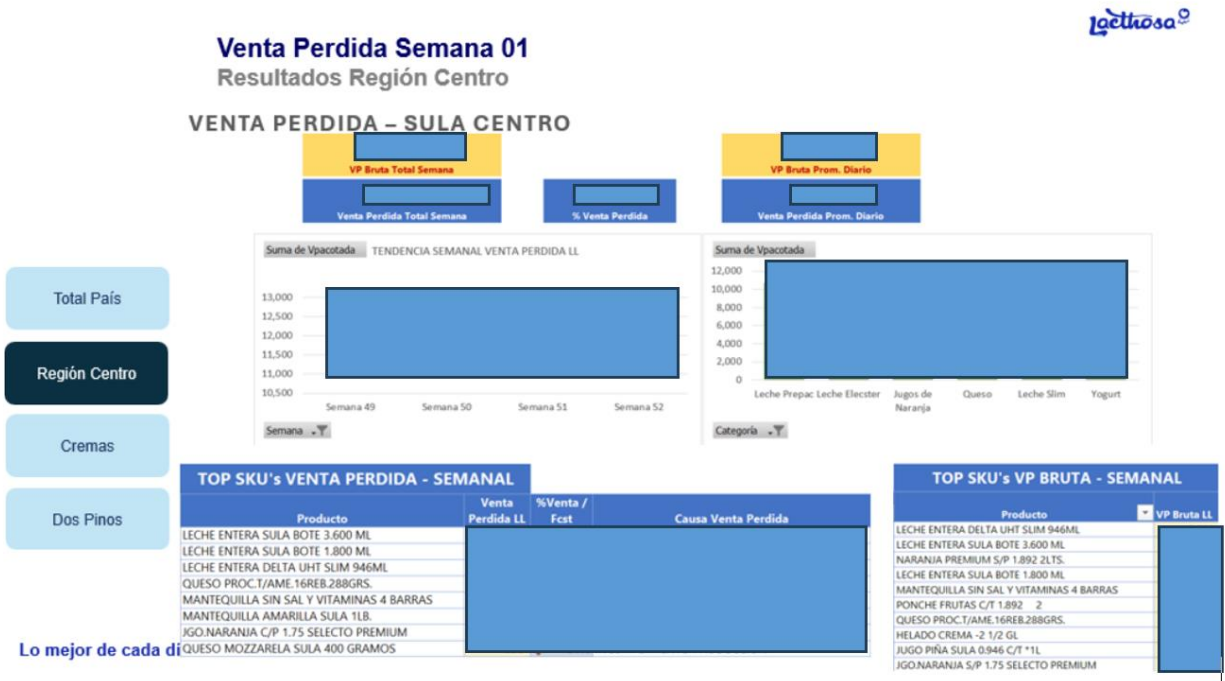 Lacthosa
Venta Perdida Semana 01
Resultados Región Centro
VENTA PERDIDA – SULA CENTRO
VP Bruta Total Semana
VP Bruta Prom. Diario
Venta Perdida Total Semana
% Venta Perdida
Venta Perdida Prom. Diario
Total País
Región Centro
Cremas
Dos Pinos
Suma de Vpacotada
TENDENCIA SEMANAL VENTA PERDIDA LL
13,000
12,500
12,000
11,500
11,000
10,500
Semana 49 Semana 50 Semana 51 Semana 52
Semana
Suma de Vpacotada
12,000
10,000
8,000
6,000
4,000
2,000
0
Leche Prepac Leche Elecster Jugos de Naranja Queso Leche Slim Yogurt
Categoría
TOP SKU's VENTA PERDIDA - SEMANAL
Producto Venta Perdida LL %Venta / Fcst Causa Venta Perdida
LECHE ENTERA SULA BOTE 3.600 ML
LECHE ENTERA SULA BOTE 1.800 ML
LECHE ENTERA DELTA UHT SLIM 946ML
QUESO PROC.T/AME.16REB.288GRS.
MANTEQUILLA SIN SAL Y VITAMINAS 4 BARRAS
MANTEQUILLA AMARILLA SULA 1LB.
JGO.NARANJA C/P 1.75 SELECTO PREMIUM
QUESO MOZZARELA SULA 400 GRAMOS
TOP SKU's VP BRUTA - SEMANAL
Producto VP Bruta LL
LECHE ENTERA DELTA UHT SLIM 946ML
LECHE ENTERA SULA BOTE 3.600 ML
NARANJA PREMIUM S/P 1.892 2LTS.
LECHE ENTERA SULA BOTE 1.800 ML
MANTEQUILLA SIN SAL Y VITAMINAS 4 BARRAS
PONCHE FRUTAS C/T 1.892 2
QUESO PROC.T/AME.16REB.288GRS.
HELADO CREMA -2 1/2 GL
JUGO PIÑA SULA 0.946 C/T *1L
JGO.NARANJA S/P 1.75 SELECTO PREMIUM
Lo mejor de cada di